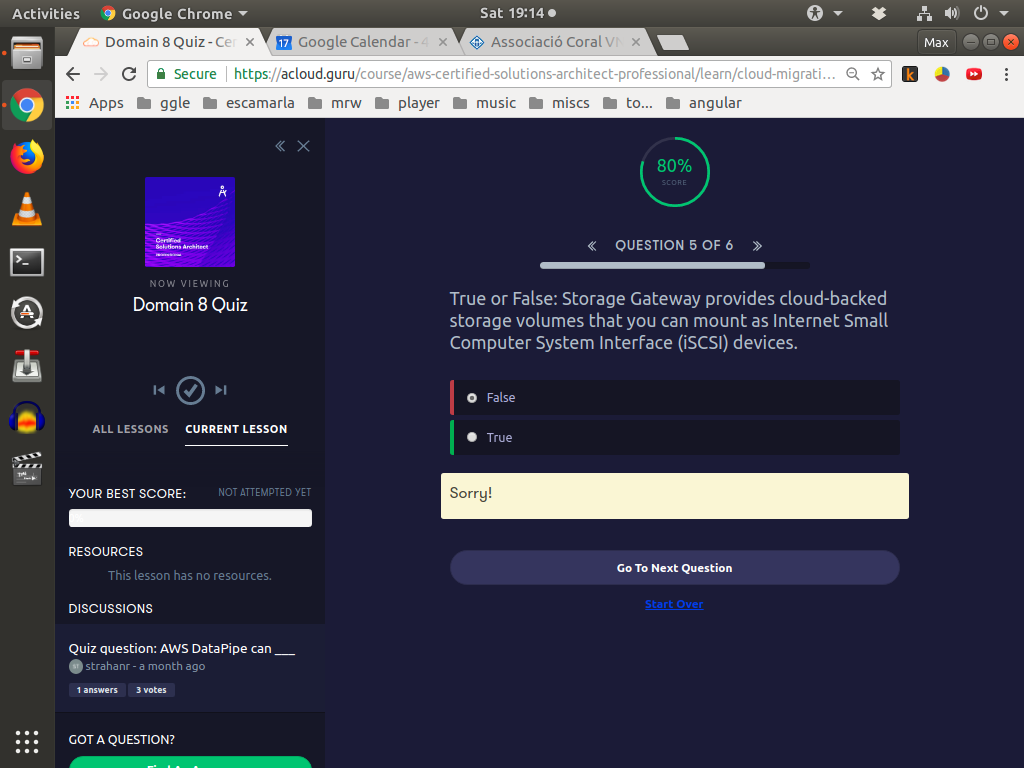 Activities Google Chrome Sat 19:14
Domain 8 Quiz - Cer Google Calendar - 4 Associació Coral VN Max
Secure https://acloud.guru/course/aws-certified-solutions-architect-professional/learn/cloud-migrati...
Apps ggle escamarla mrw player music miscs to... angular
Certified
Solutions Architect
NOW VIEWING
Domain 8 Quiz
ALL LESSONS CURRENT LESSON
YOUR BEST SCORE: NOT ATTEMPTED YET
RESOURCES
This lesson has no resources.
DISCUSSIONS
Quiz question: AWS DataPipe can ___
strahanr - a month ago
1 answers 3 votes
GOT A QUESTION?
80%
SCORE
QUESTION 5 OF 6
True or False: Storage Gateway provides cloud-backed
storage volumes that you can mount as Internet Small
Computer System Interface (iSCSI) devices.
False
True
Sorry!
Go To Next Question
Start Over